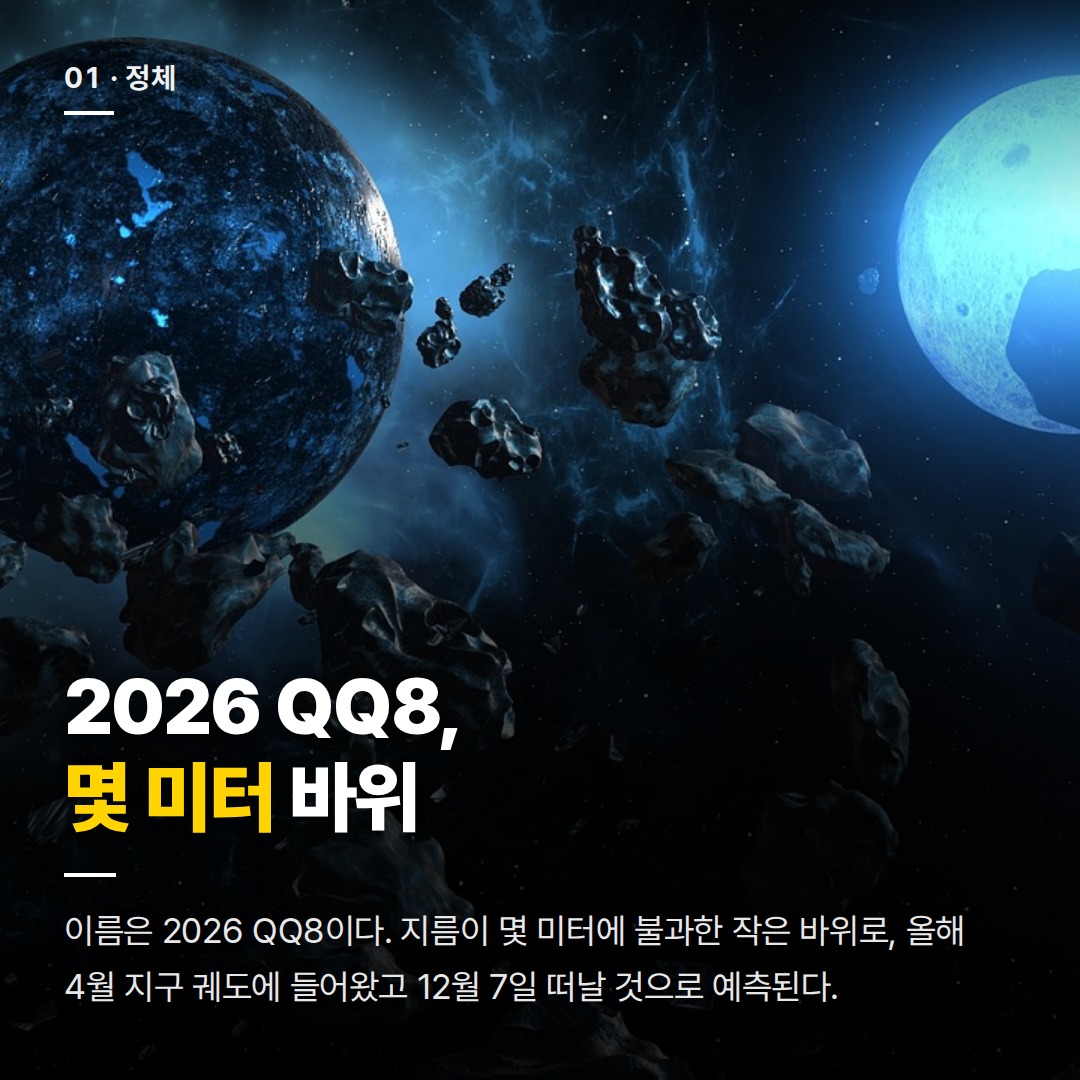 01 · 정체
2026 QQ8,
몇 미터 바위
이름은 2026 QQ8이다. 지름이 몇 미터에 불과한 작은 바위로, 올해
4월 지구 궤도에 들어왔고 12월 7일 떠날 것으로 예측된다.